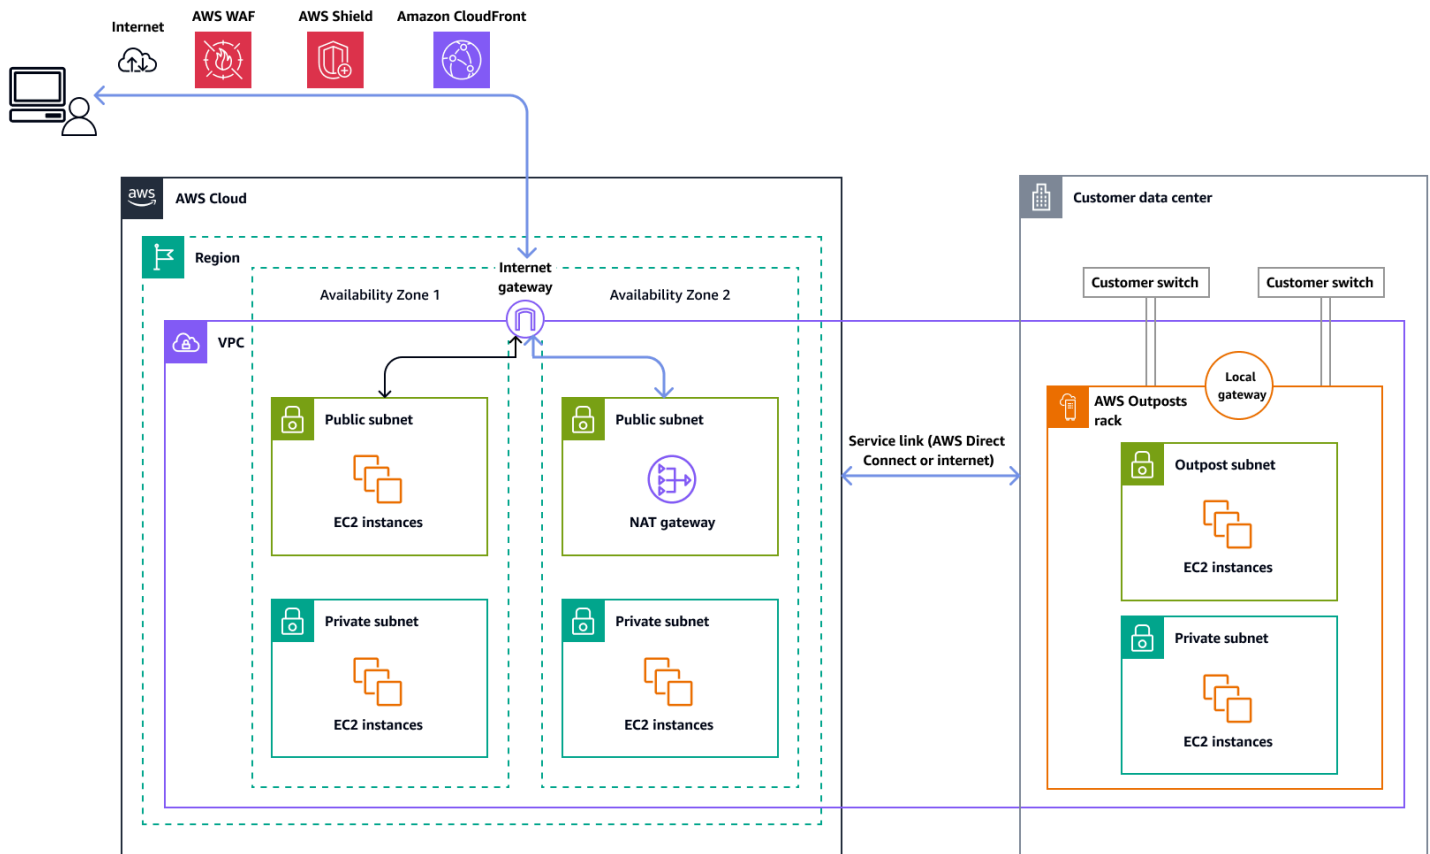 Internet
AWS WAF
AWS Shield
Amazon CloudFront
aws
AWS Cloud
Region
Availability Zone 1
Internet
gateway
Availability Zone 2
VPC
Public subnet
EC2 instances
Public subnet
NAT gateway
Private subnet
EC2 instances
Private subnet
EC2 instances
Service link (AWS Direct
Connect or internet)
Customer data center
Customer switch
Customer switch
Local
gateway
AWS Outposts
rack
Outpost subnet
EC2 instances
Private subnet
EC2 instances